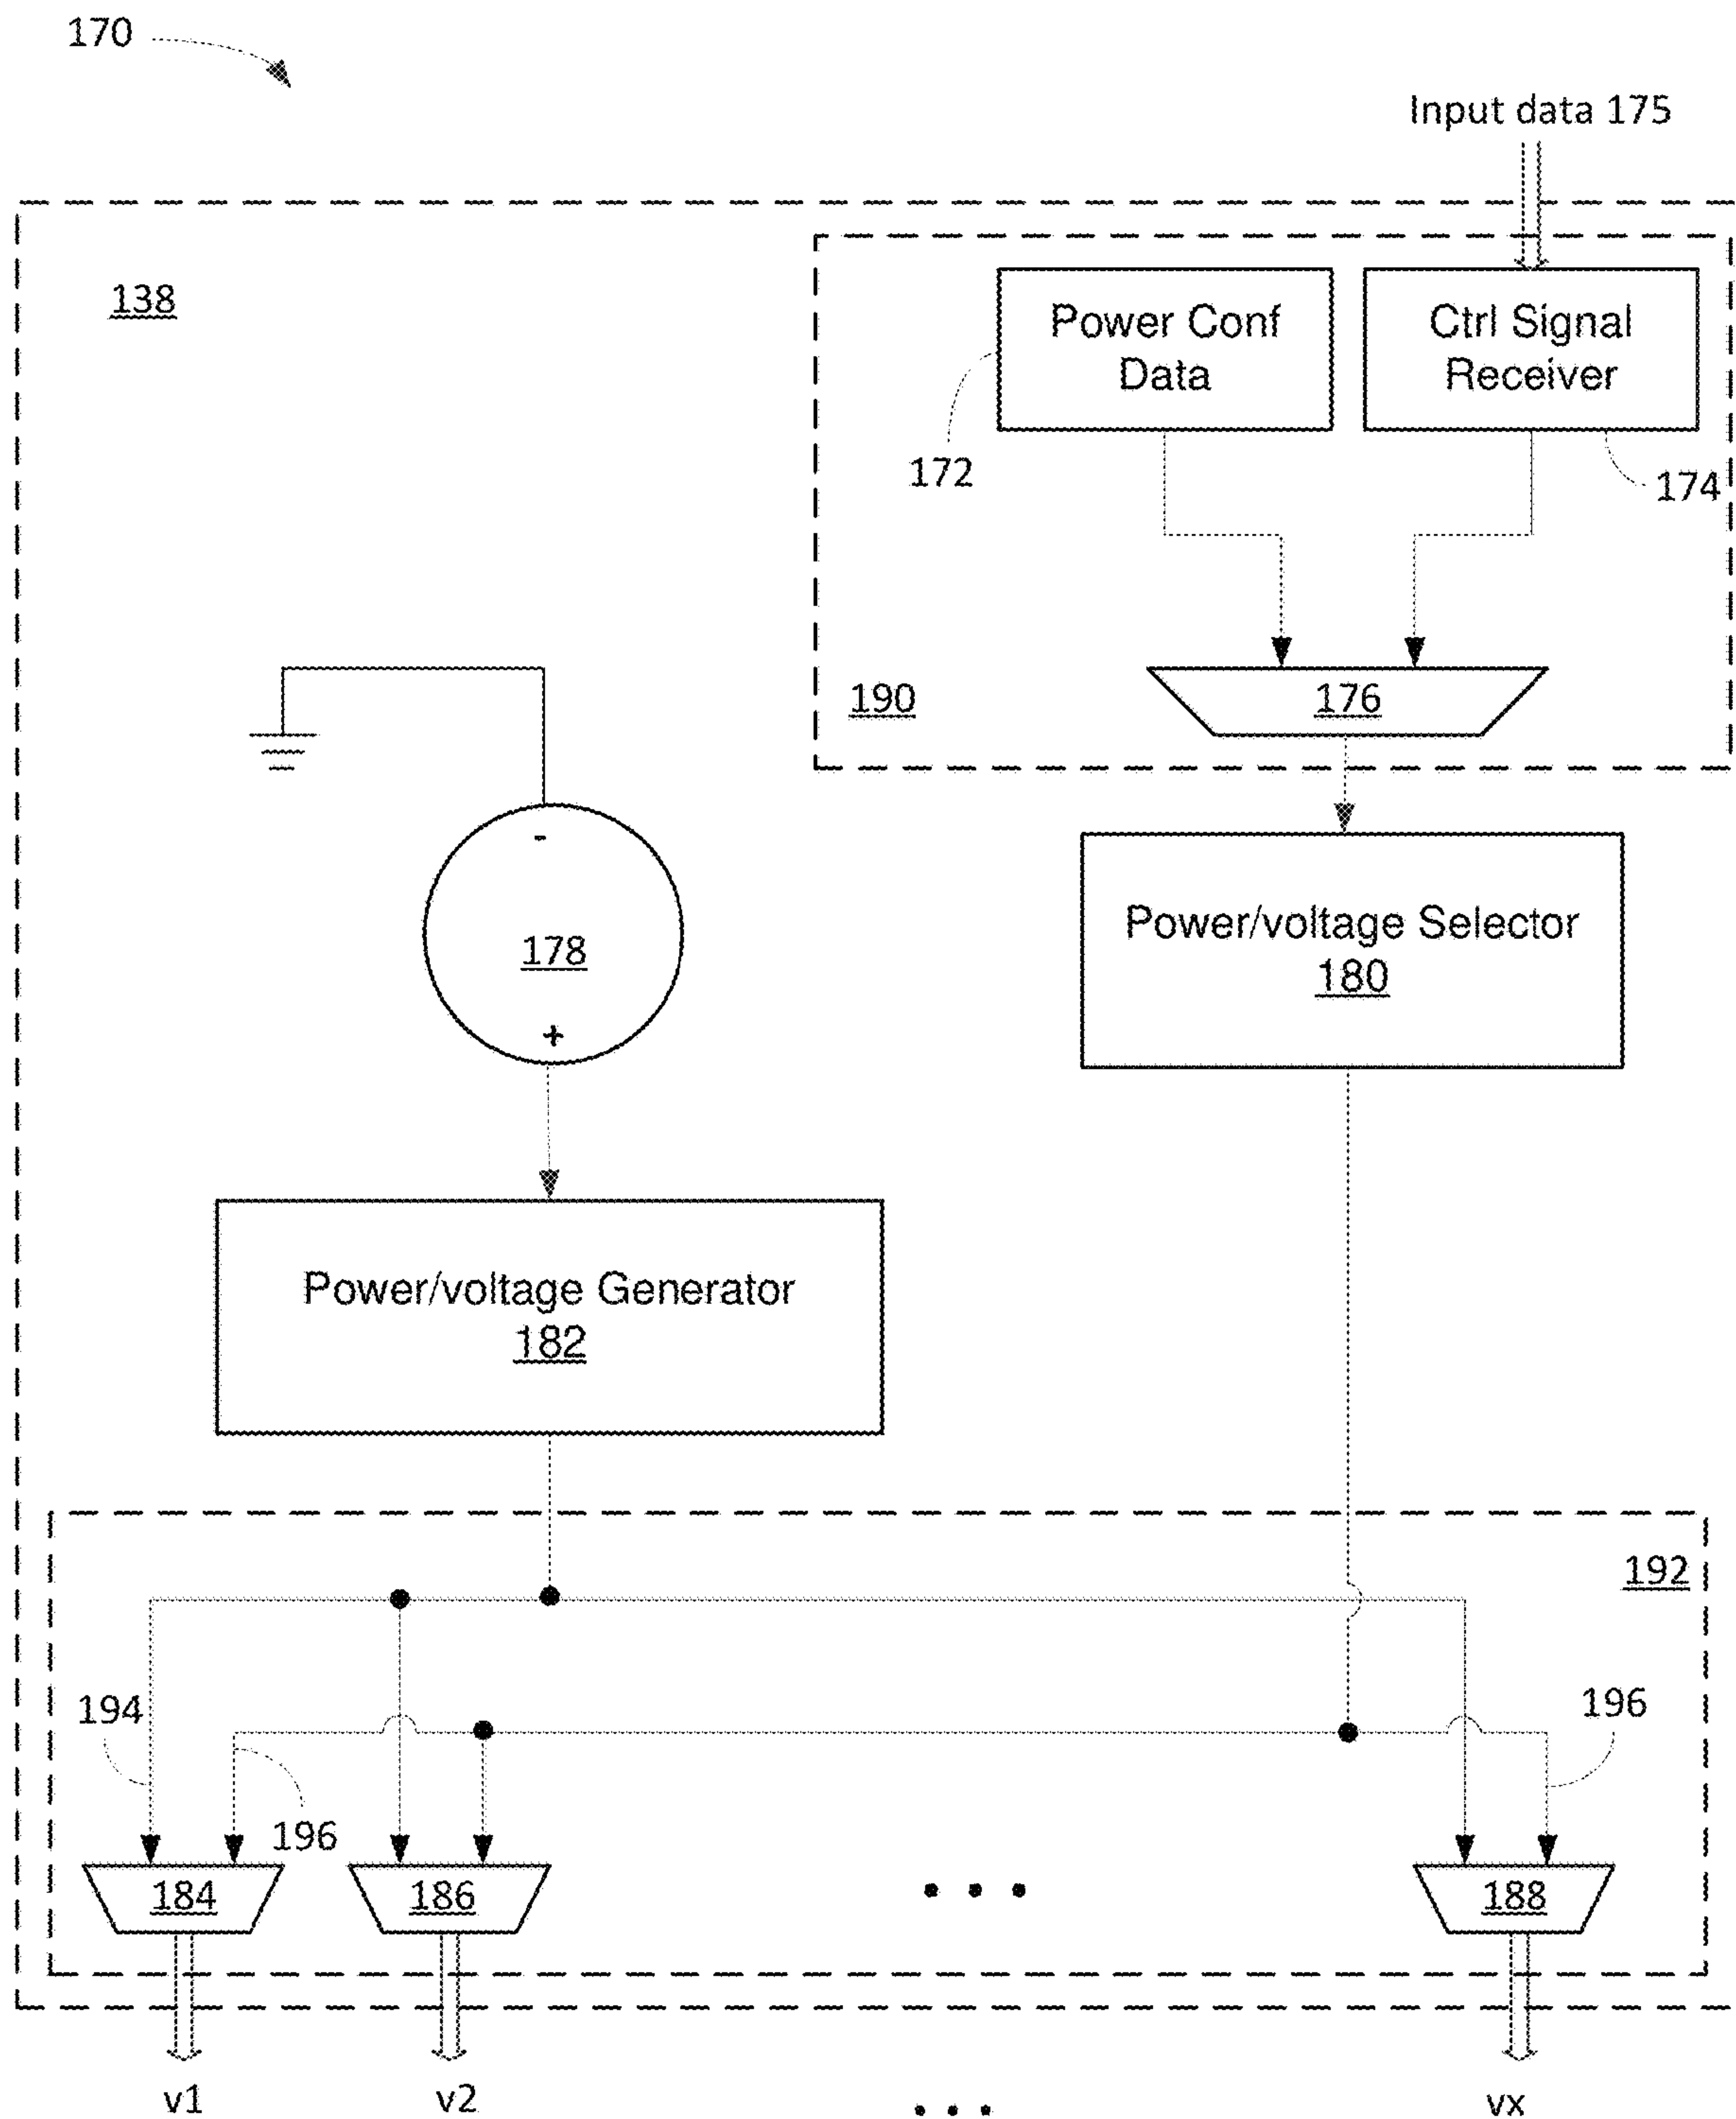 170
Input data 175
138
Power Conf
Data
Ctrl Signal
Receiver
172
174
190
176
-
178
+
Power/voltage Selector
180
Power/voltage Generator
182
192
194
196
196
184
186
• • •
188
v1
v2
• • •
vx